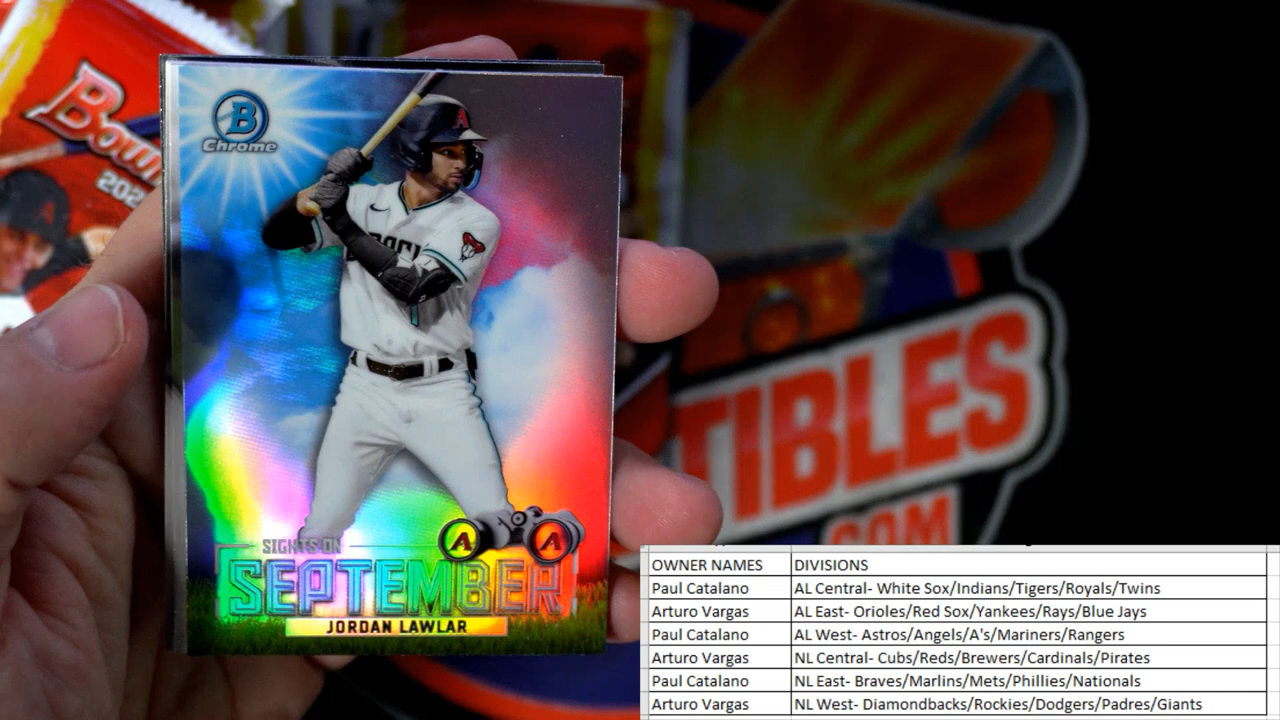 B
Chrome
Bowm
202
A
SIGHTS ON
A A
SEPTEMBER
JORDAN LAWLAR
TIBLES
.COM
OWNER NAMES DIVISIONS
Paul Catalano AL Central- White Sox/Indians/Tigers/Royals/Twins
Arturo Vargas AL East- Orioles/Red Sox/Yankees/Rays/Blue Jays
Paul Catalano AL West- Astros/Angels/A's/Mariners/Rangers
Arturo Vargas NL Central- Cubs/Reds/Brewers/Cardinals/Pirates
Paul Catalano NL East- Braves/Marlins/Mets/Phillies/Nationals
Arturo Vargas NL West- Diamondbacks/Rockies/Dodgers/Padres/Giants